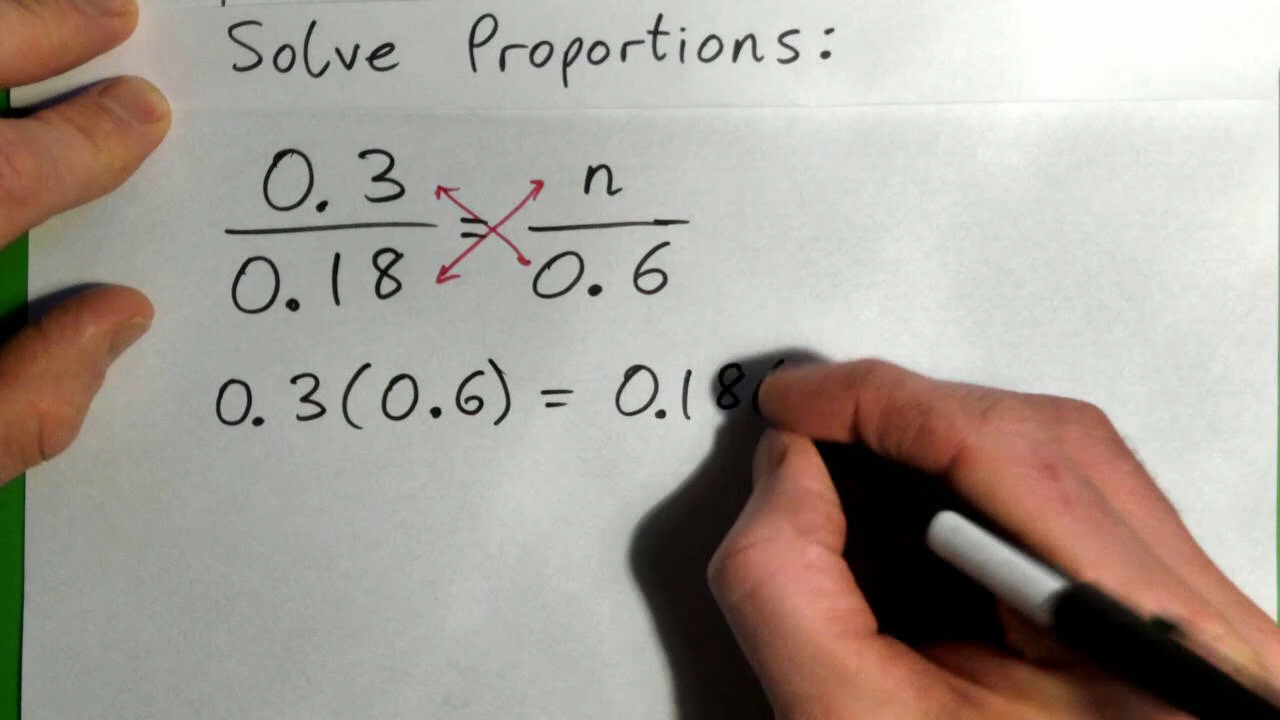 Solve Proportions:
0.3 = n
0.18 0.6
0.3(0.6) = 0.18(